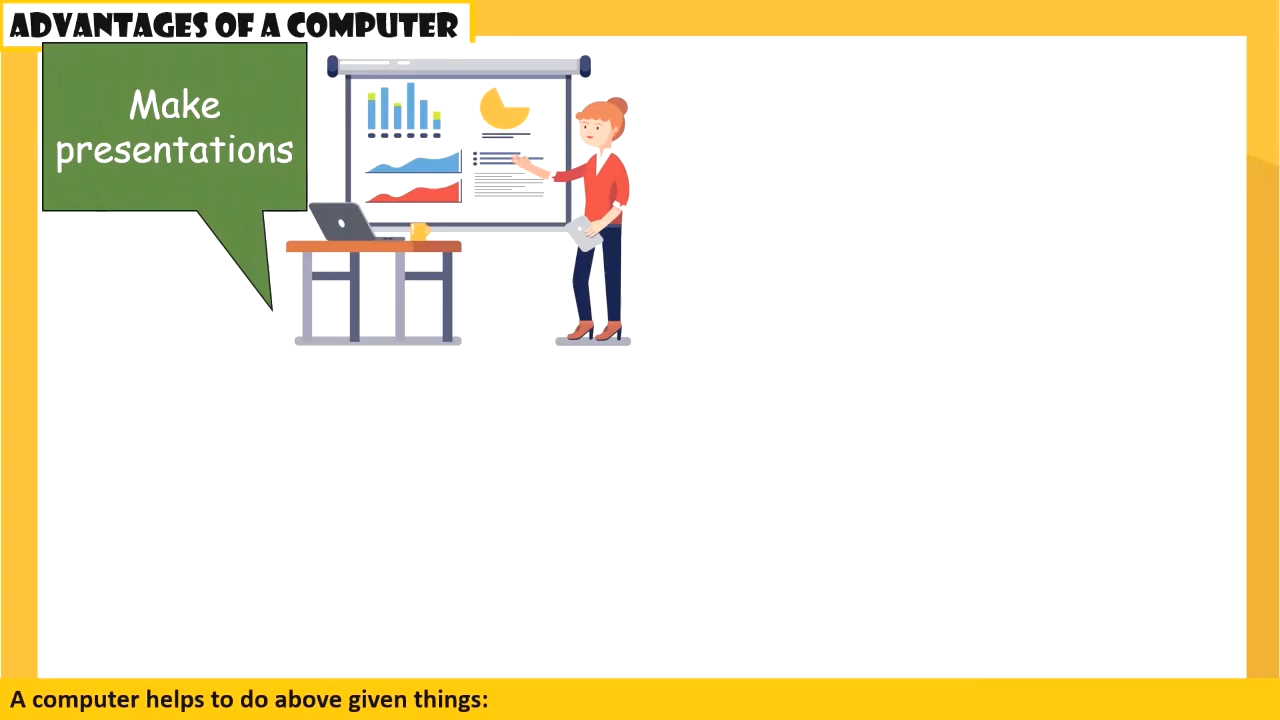 ADVANTAGES OF A COMPUTER
Make
presentations
A computer helps to do above given things: